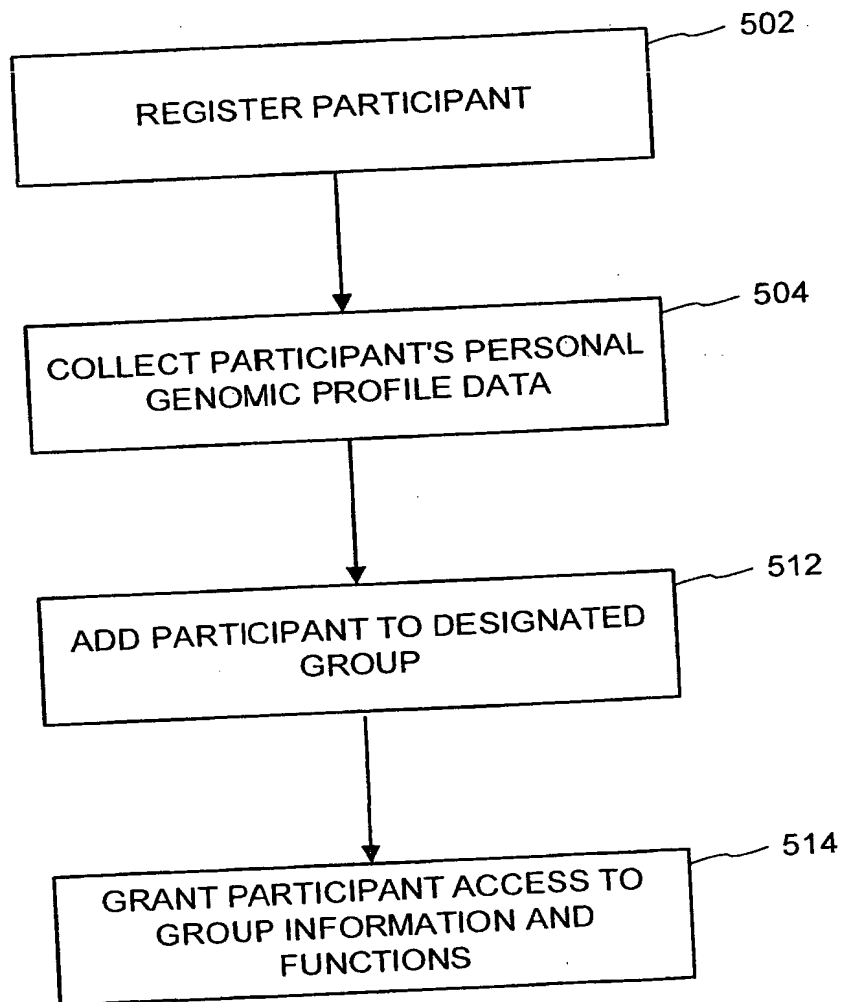 502
REGISTER PARTICIPANT
504
COLLECT PARTICIPANT'S PERSONAL
GENOMIC PROFILE DATA
512
ADD PARTICIPANT TO DESIGNATED
GROUP
514
GRANT PARTICIPANT ACCESS TO
GROUP INFORMATION AND
FUNCTIONS